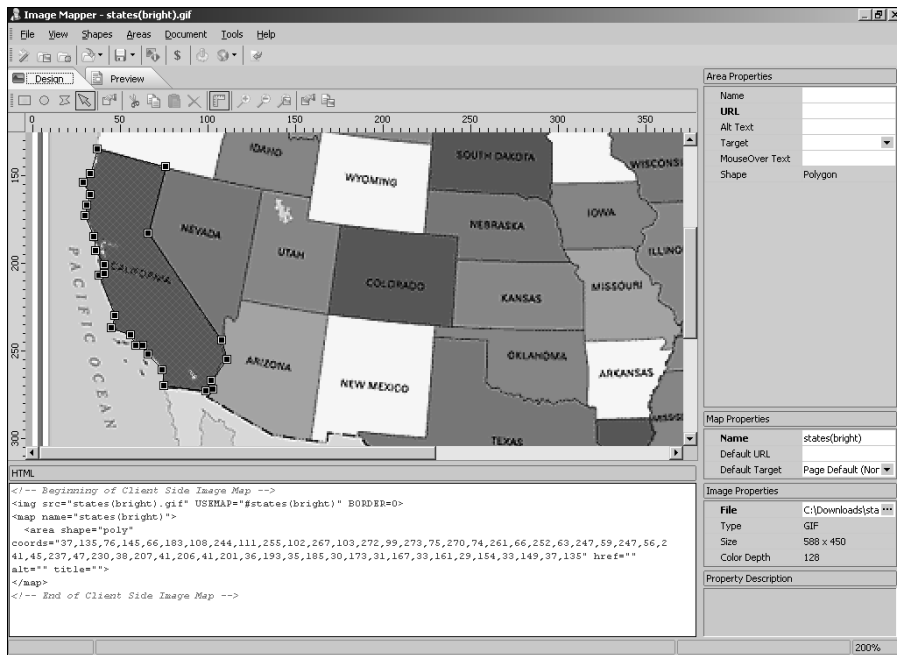 Image Mapper - states(bright).gif
File View Shapes Areas Document Tools Help
Design Preview
0 50 100 150 200 250 300 350
150
200
250
300
IDAHO
SOUTH DAKOTA
WISCONS
WYOMING
IOWA
NEBRASKA
NEVADA
UTAH
ILLINO
CALIFORNIA
COLORADO
KANSAS
MISSOURI
PACIFIC OCEAN
ARIZONA
OKLAHOMA
NEW MEXICO
ARKANSAS
TEXAS
MISSIS
HTML
<!-- Beginning of Client Side Image Map -->
<img src="states(bright).gif" USEMAP="#states(bright)" BORDER=0>
<map name="states(bright)">
<area shape="poly"
coords="37,135,76,145,66,183,108,244,111,255,102,267,103,272,99,273,75,270,74,261,66,252,63,247,59,247,56,2
41,45,237,47,230,38,207,41,206,41,201,36,193,35,185,30,173,31,167,33,161,29,154,33,149,37,135" href=""
alt="" title="">
</map>
<!-- End of Client Side Image Map -->
Area Properties
Name
URL
Alt Text
Target
MouseOver Text
Shape Polygon
Map Properties
Name states(bright)
Default URL
Default Target Page Default (Nor
Image Properties
File C:\Downloads\sta ...
Type GIF
Size 588 x 450
Color Depth 128
Property Description
200%